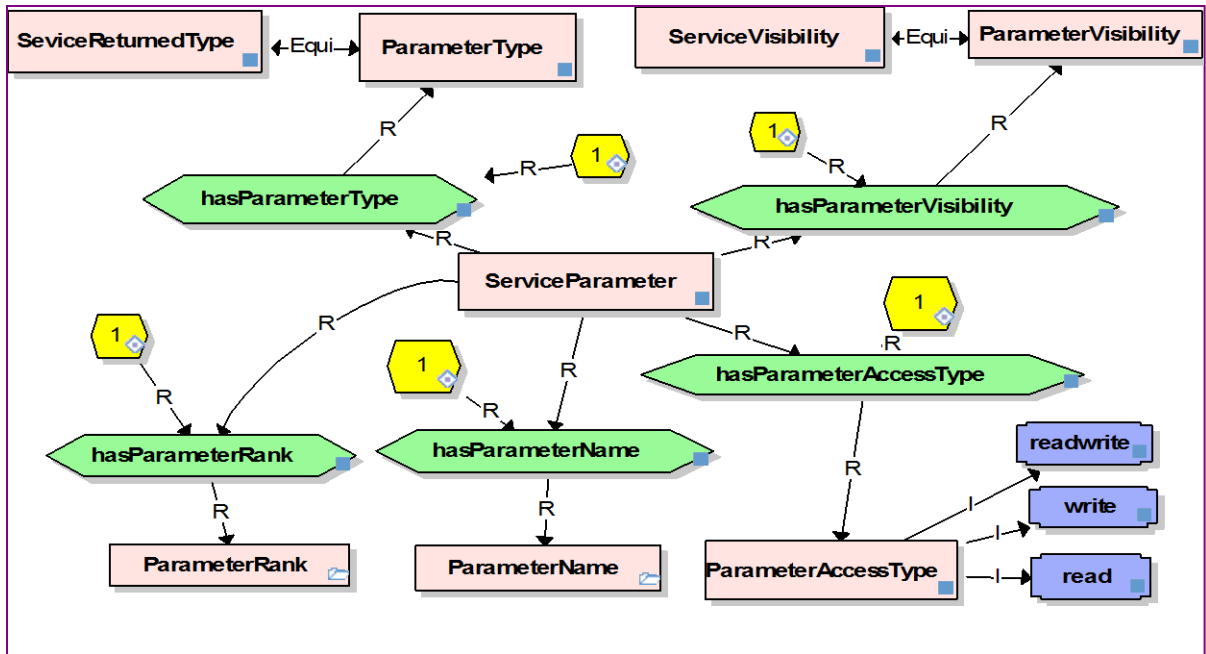 SeviceReturnedType
Equi
ParameterType
ServiceVisibility
Equi
ParameterVisibility
R
R
1
R
1
R
hasParameterType
hasParameterVisibility
R
R
ServiceParameter
1
R
R
R
1
1
R
R
hasParameterAccessType
R
R
hasParameterRank
hasParameterName
readwrite
R
R
R
I
write
I
ParameterRank
ParameterName
ParameterAccessType
I
read